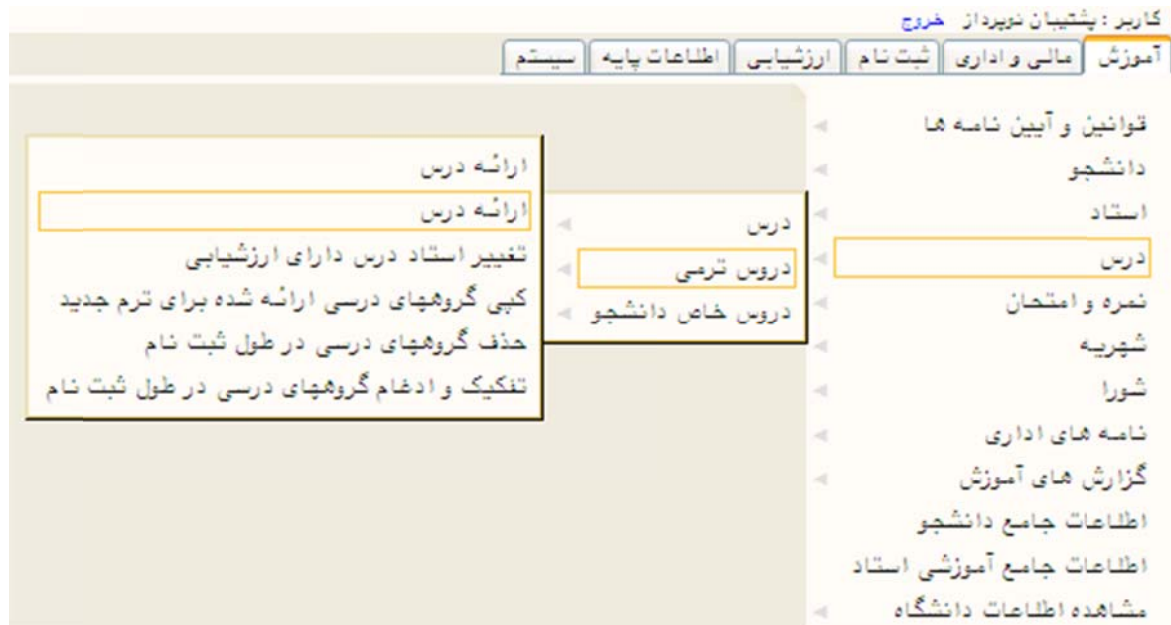 کاربر : پشتیبان نوپرداز خروج
آموزش مالی و اداری ثبت نام ارزشیابی اطلاعات پایه سیستم
قوانین و آیین نامه ها
دانشجو
استاد
درس
نمره و امتحان
شهریه
شورا
نامه های اداری
گزارش های آموزش
اطلاعات جامع دانشجو
اطلاعات جامع آموزشی استاد
مشاهده اطلاعات دانشگاه
درس
دروس ترمی
دروس خاص دانشجو
ارائه درس
ارائه درس
تغییر استاد درس دارای ارزشیابی
کپی گروههای درسی ارائه شده برای ترم جدید
حذف گروههای درسی در طول ثبت نام
تفکیک و ادغام گروههای درسی در طول ثبت نام